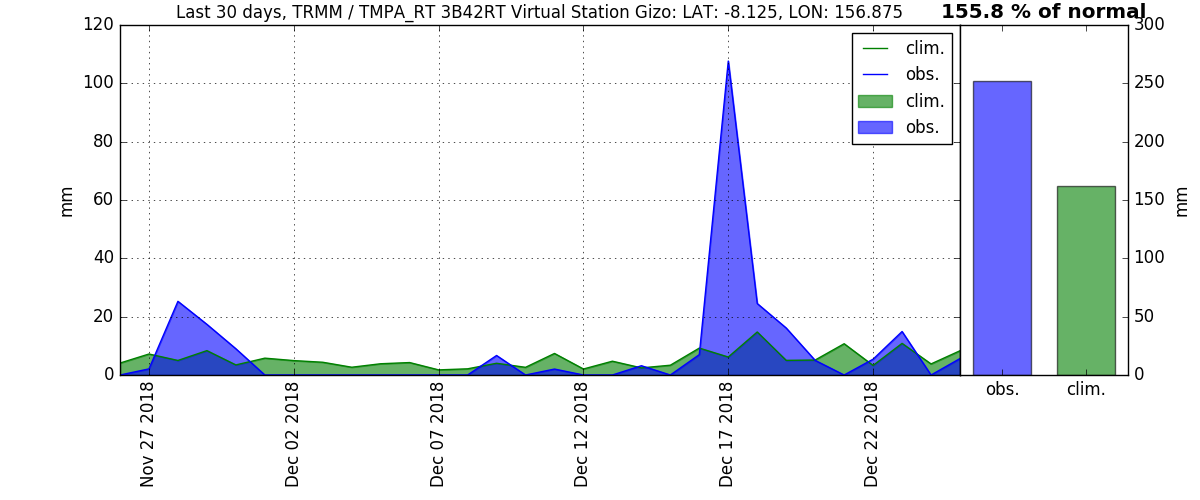 Last 30 days, TRMM / TMPA_RT 3B42RT Virtual Station Gizo: LAT: -8.125, LON: 156.875
155.8 % of normal
120
100
80
60
40
20
0
mm
clim.
obs.
clim.
obs.
Nov 27 2018
Dec 02 2018
Dec 07 2018
Dec 12 2018
Dec 17 2018
Dec 22 2018
300
250
200
150
100
50
0
mm
obs.
clim.